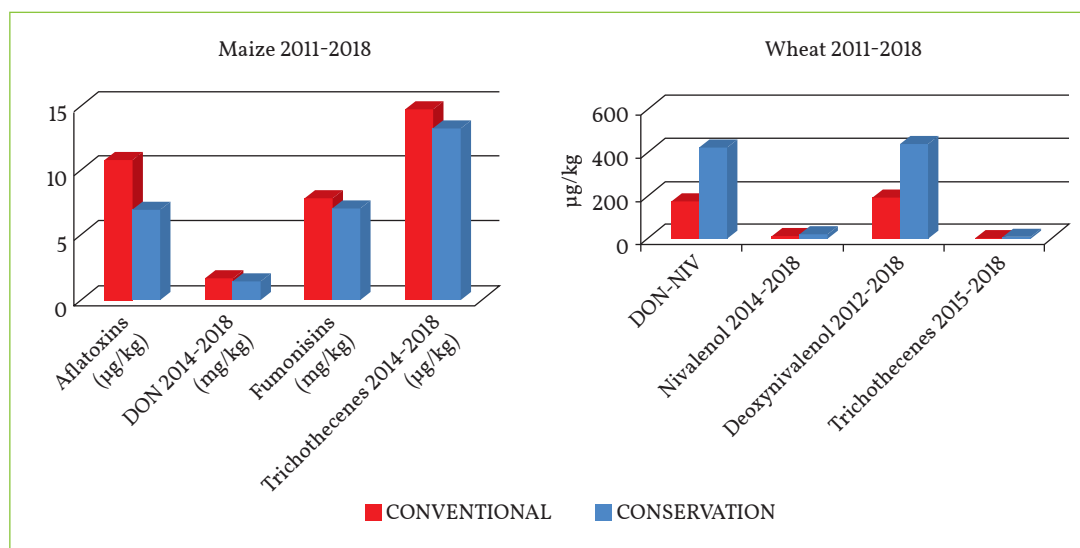 Maize 2011-2018
15
10
5
0
Aflatoxins
(µg/kg)
DON 2014-2018
(mg/kg)
Fumonisins
(mg/kg)
Trichothecenes 2014-2018
(µg/kg)
Wheat 2011-2018
µg/kg
600
400
200
0
DON-NIV
Nivalenol 2014-2018
Deoxynivalenol 2012-2018
Trichothecenes 2015-2018
CONVENTIONAL
CONSERVATION